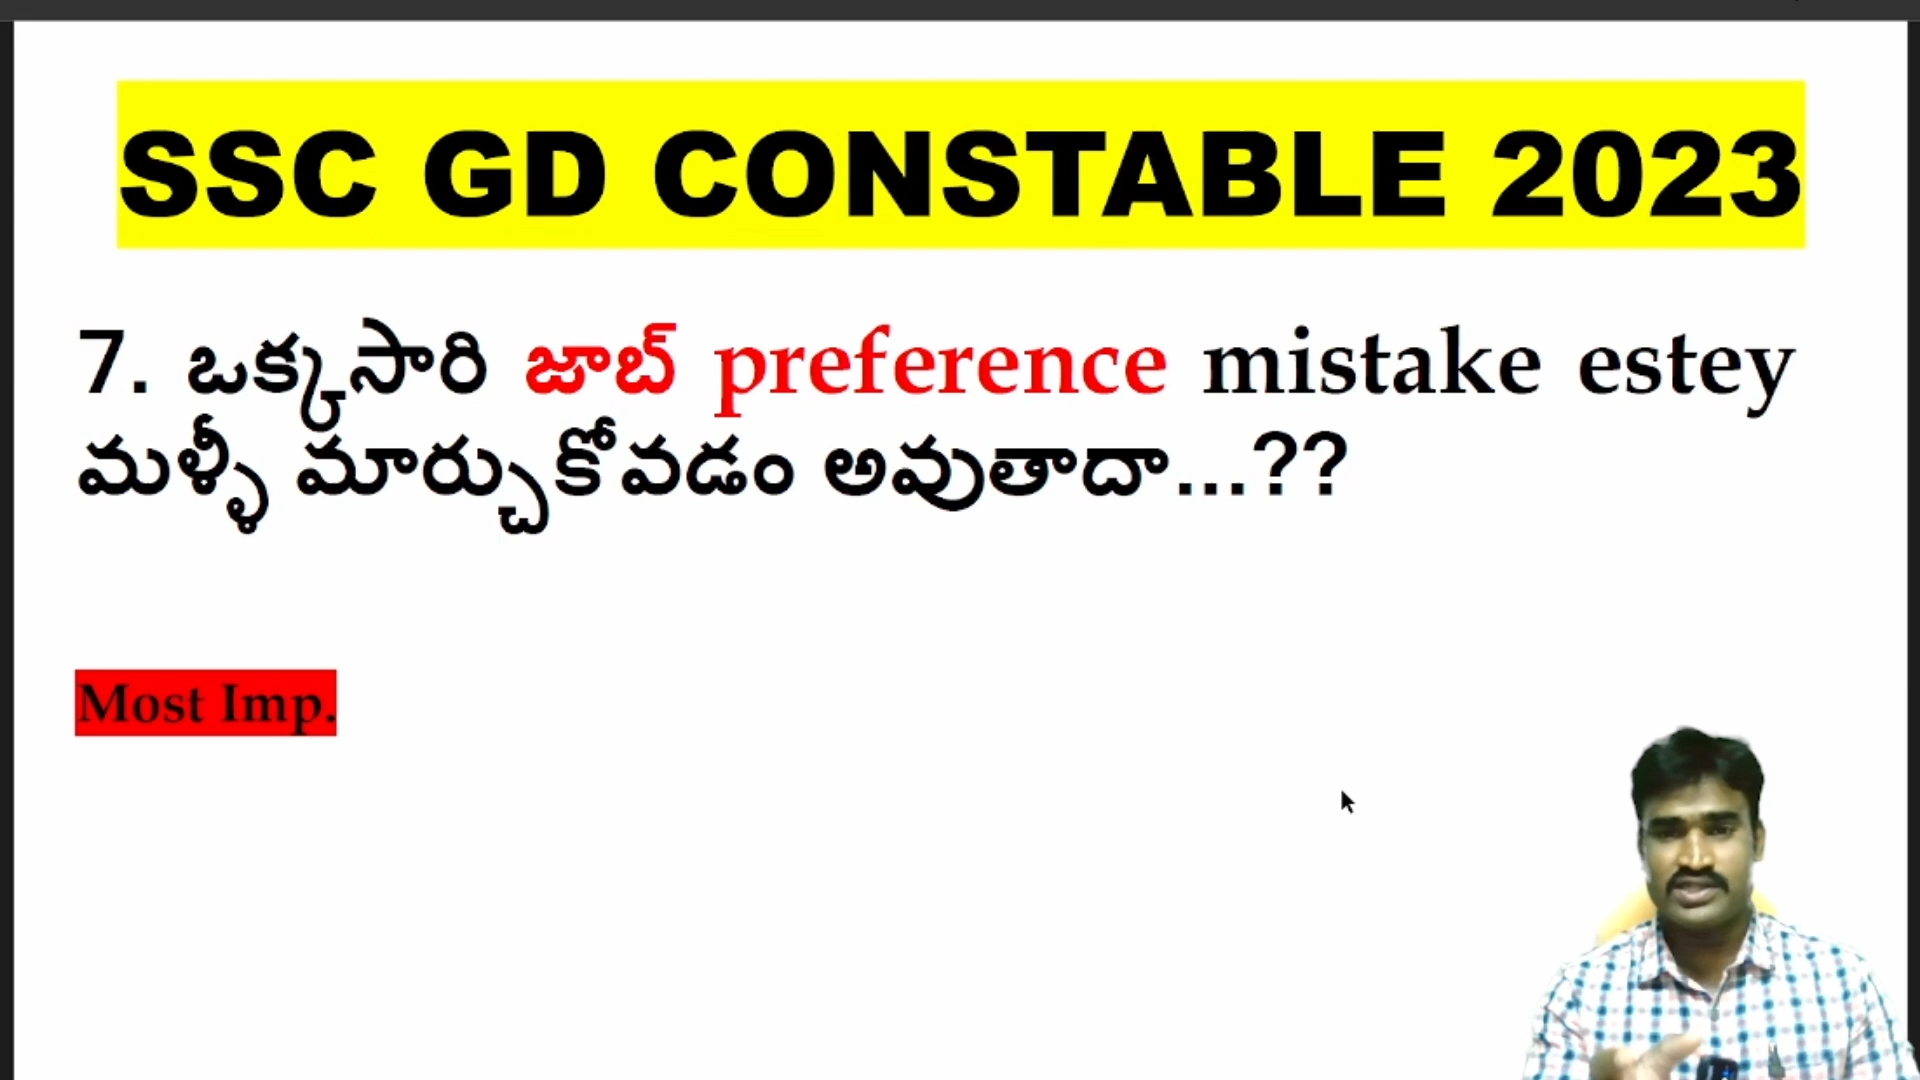 SSC GD CONSTABLE 2023
7. ఒక్కసారి జాబ్ preference mistake estey
మళ్ళీ మార్చుకోవడం అవుతాదా...??
Most Imp.